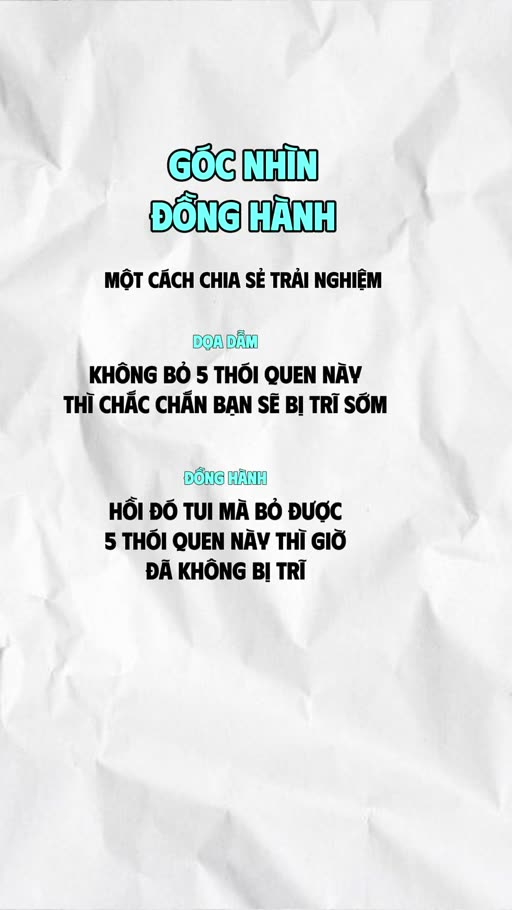 GÓC NHÌN
ĐỒNG HÀNH
MỘT CÁCH CHIA SẺ TRẢI NGHIỆM
DỌA DẪM
KHÔNG BỎ 5 THÓI QUEN NÀY
THÌ CHẮC CHẮN BẠN SẼ BỊ TRĨ SỚM
ĐỒNG HÀNH
HỒI ĐÓ TUI MÀ BỎ ĐƯỢC
5 THÓI QUEN NÀY THÌ GIỜ
ĐÃ KHÔNG BỊ TRĨ